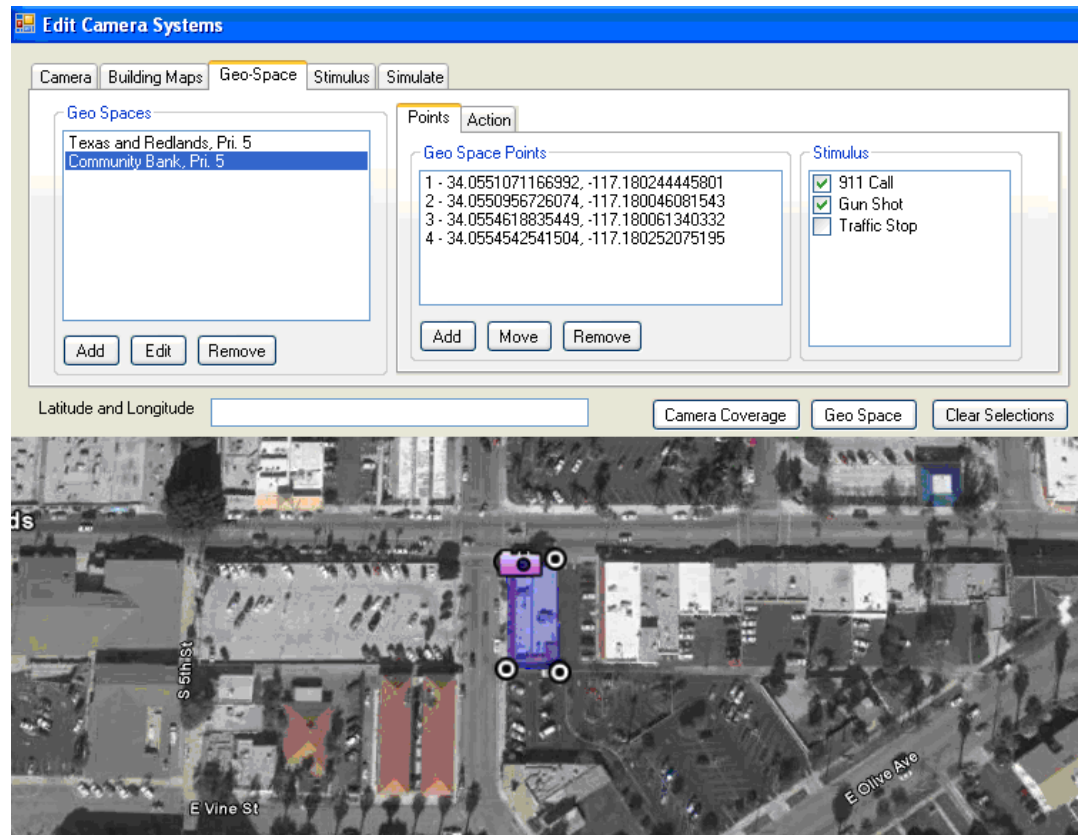 Edit Camera Systems
Camera Building Maps Geo-Space Stimulus Simulate
Geo Spaces
Texas and Redlands, Pri. 5
Community Bank, Pri. 5
Add Edit Remove
Points Action
Geo Space Points
1 - 34.0551071166992, -117.180244445801
2 - 34.0550956726074, -117.180046081543
3 - 34.0554618835449, -117.180061340332
4 - 34.0554542541504, -117.180252075195
Add Move Remove
Stimulus
911 Call
Gun Shot
Traffic Stop
Latitude and Longitude
Camera Coverage Geo Space Clear Selections
ds
S 5th St
E Vine St
E Olive Ave